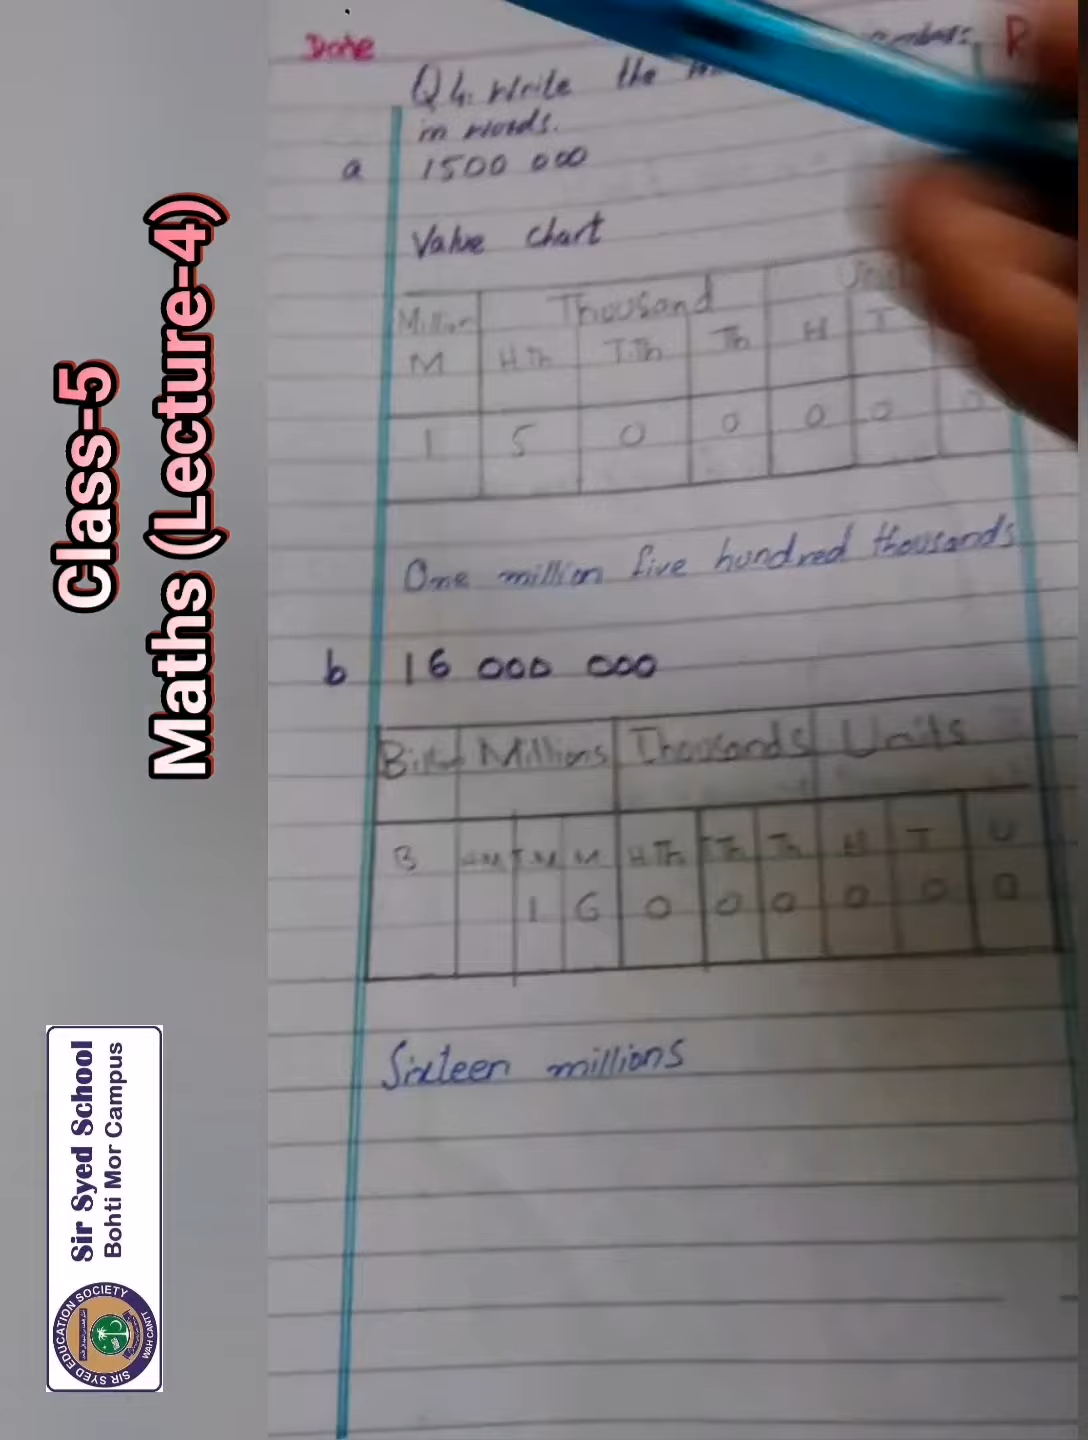 Class-5
Maths (Lecture-4)
Sir Syed School
Bohti Mor Campus
SIR SYED EDUCATION SOCIETY
WAH CANTT
Date
Q4. Write the
in words.
a 1500 000
Value chart
Million Thousand
M H.Th T.Th Th H T
1 5 0 0 0 0 0
One million five hundred thousands
b 16 000 000
Millions Thousands Units
B H.M T.M M H.Th T.Th Th H T U
1 6 0 0 0 0 0 0
Sixteen millions